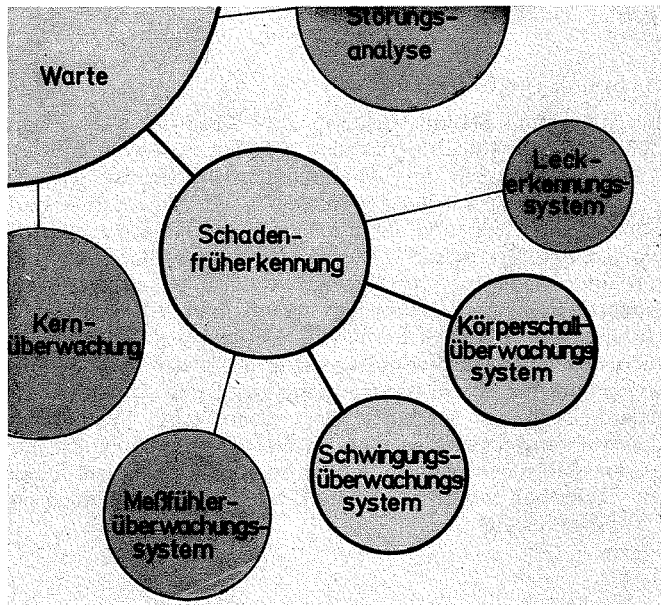 Störungs-
analyse
Warte
Leck-
erkennungs-
system
Schaden-
früherkennung
Kern-
überwachung
Körperschall-
überwachungs
system
Schwingungs-
überwachungs
system
Meßfühler-
überwachungs-
system